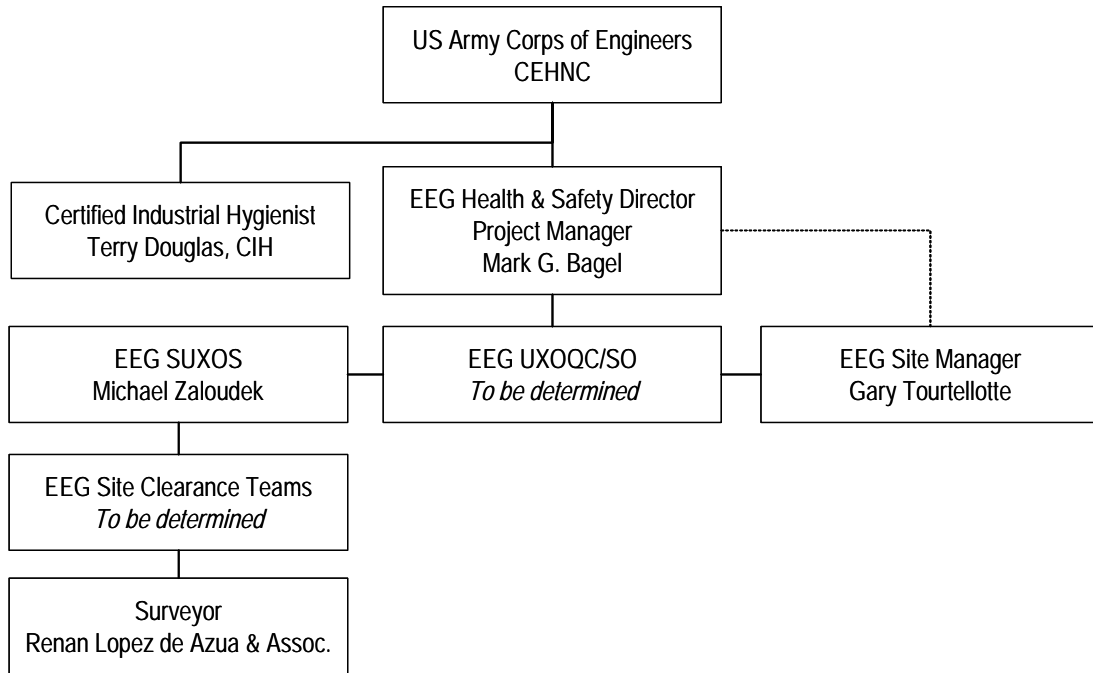 US Army Corps of Engineers
CEHNC
Certified Industrial Hygienist
Terry Douglas, CIH
EEG Health & Safety Director
Project Manager
Mark G. Bagel
EEG SUXOS
Michael Zaloudek
EEG UXOQC/SO
To be determined
EEG Site Manager
Gary Tourtellotte
EEG Site Clearance Teams
To be determined
Surveyor
Renan Lopez de Azua & Assoc.